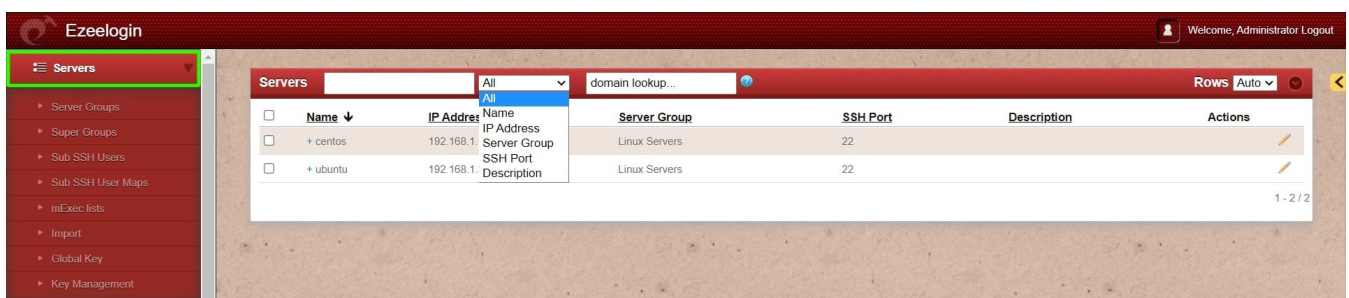 Ezeelogin
Welcome, Administrator Logout
Servers
Server Groups
Super Groups
Sub SSH Users
Sub SSH User Maps
mExec lists
Import
Global Key
Key Management
Servers All domain lookup... Rows Auto
All
Name
IP Address
Server Group
SSH Port
Description
Name IP Addres Server Group SSH Port Description Actions
+ centos 192.168.1. Linux Servers 22
+ ubuntu 192.168.1. Linux Servers 22
1 - 2 / 2